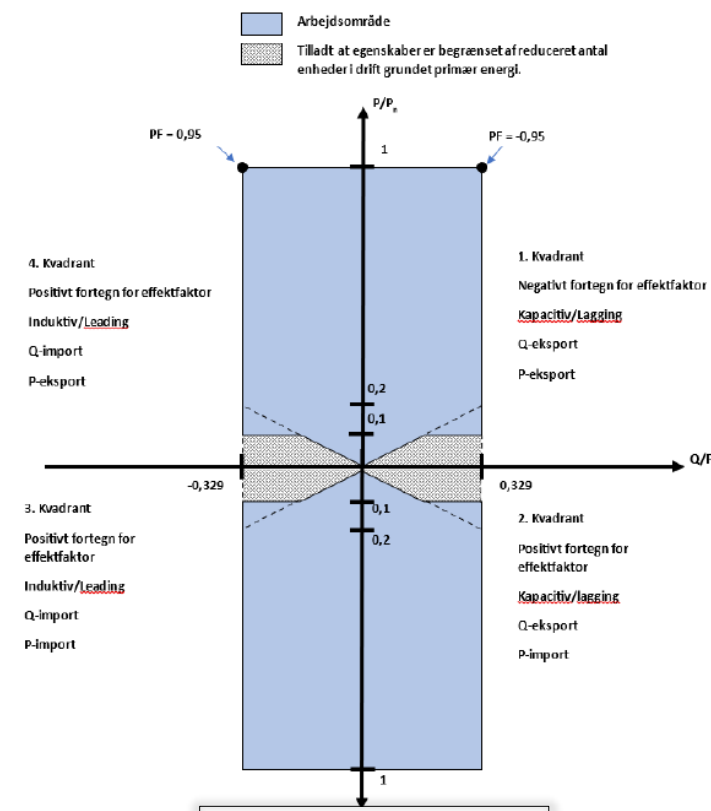 Arbejdsområde
Tilladt at egenskaber er begrænset af reduceret antal
enheder i drift grundet primær energi.
P/Pn
PF = 0,95
PF = -0,95
1
4. Kvadrant
Positivt fortegn for effektfaktor
Induktiv/Leading
Q-import
P-eksport
1. Kvadrant
Negativt fortegn for effektfaktor
Kapacitiv/Lagging
Q-eksport
P-eksport
0,2
0,1
Q/P
-0,329
0,329
3. Kvadrant
Positivt fortegn for
effektfaktor
Induktiv/Leading
Q-import
P-import
0,1
0,2
2. Kvadrant
Positivt fortegn for
effektfaktor
Kapacitiv/lagging
Q-eksport
P-import
1